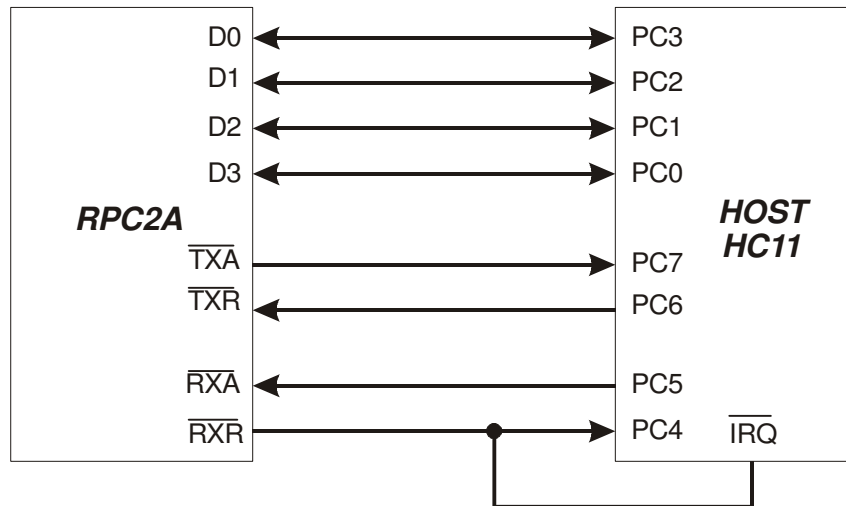 D0 PC3
D1 PC2
D2 PC1
D3 PC0
RPC2A HOST
HC11
TXA PC7
TXR PC6
RXA PC5
RXR PC4 IRQ